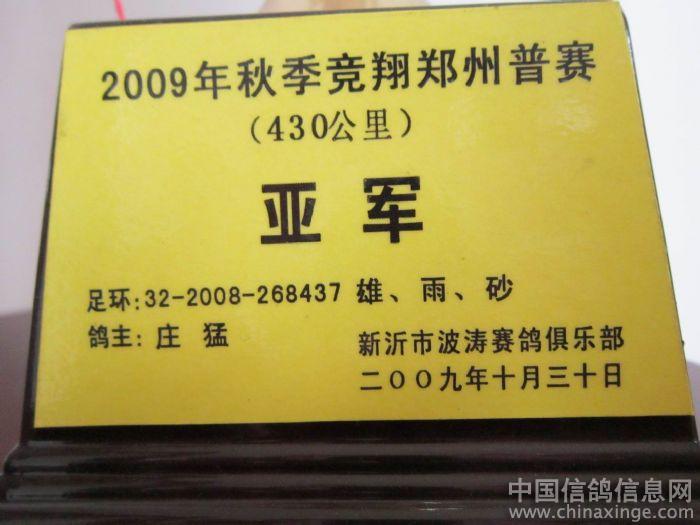 2009年秋季竞翔郑州普赛
(430公里)
亚军
足环:32-2008-268437 雄、雨、砂
鸽主: 庄 猛
新沂市波涛赛鸽俱乐部
二〇〇九年十月三十日
中国信鸽信息网
www.chinaxinge.com